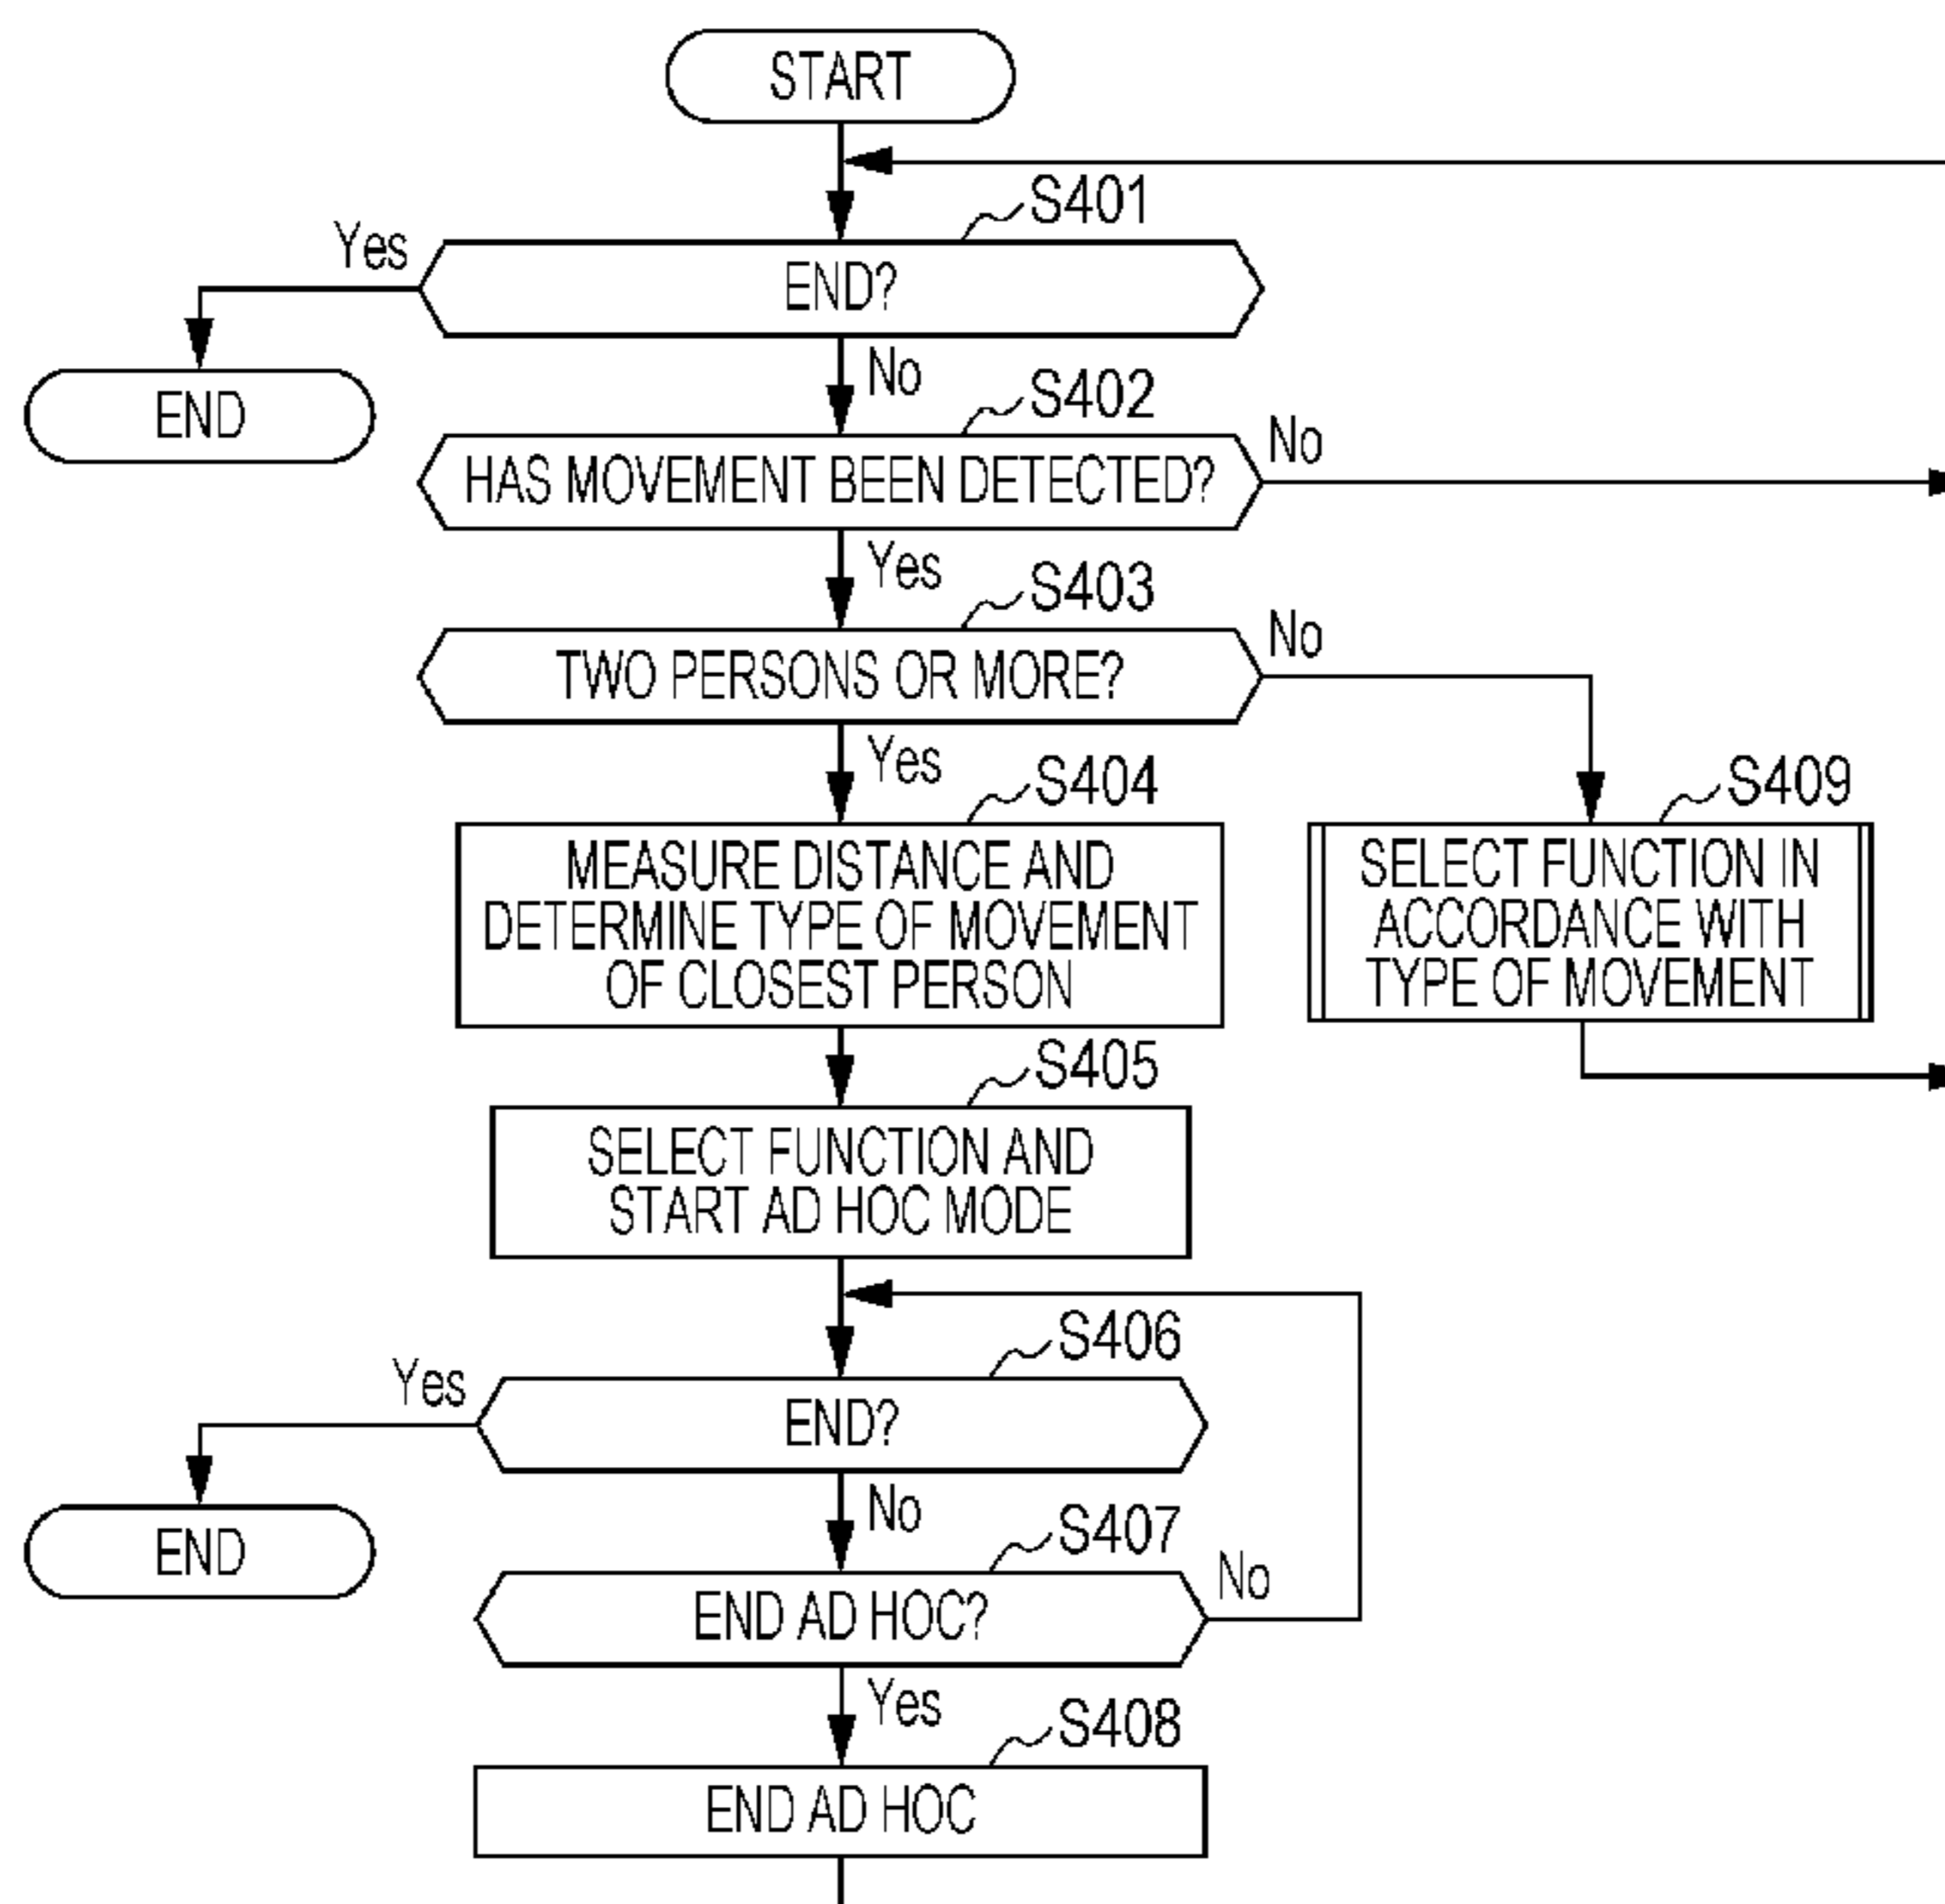 START
S401
Yes
END?
END
No
S402
HAS MOVEMENT BEEN DETECTED?
No
Yes
S403
TWO PERSONS OR MORE?
No
Yes
S404
MEASURE DISTANCE AND
DETERMINE TYPE OF MOVEMENT
OF CLOSEST PERSON
S409
SELECT FUNCTION IN
ACCORDANCE WITH
TYPE OF MOVEMENT
S405
SELECT FUNCTION AND
START AD HOC MODE
S406
Yes
END?
END
No
S407
END AD HOC?
No
Yes
S408
END AD HOC